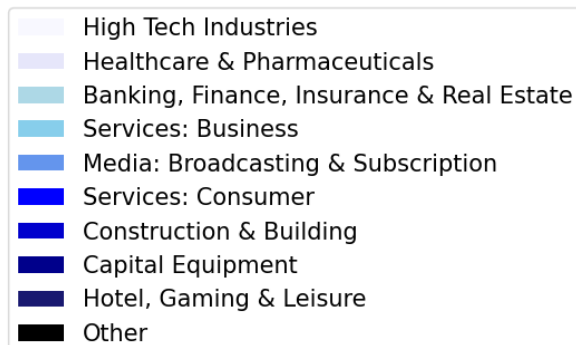 High Tech Industries
Healthcare & Pharmaceuticals
Banking, Finance, Insurance & Real Estate
Services: Business
Media: Broadcasting & Subscription
Services: Consumer
Construction & Building
Capital Equipment
Hotel, Gaming & Leisure
Other